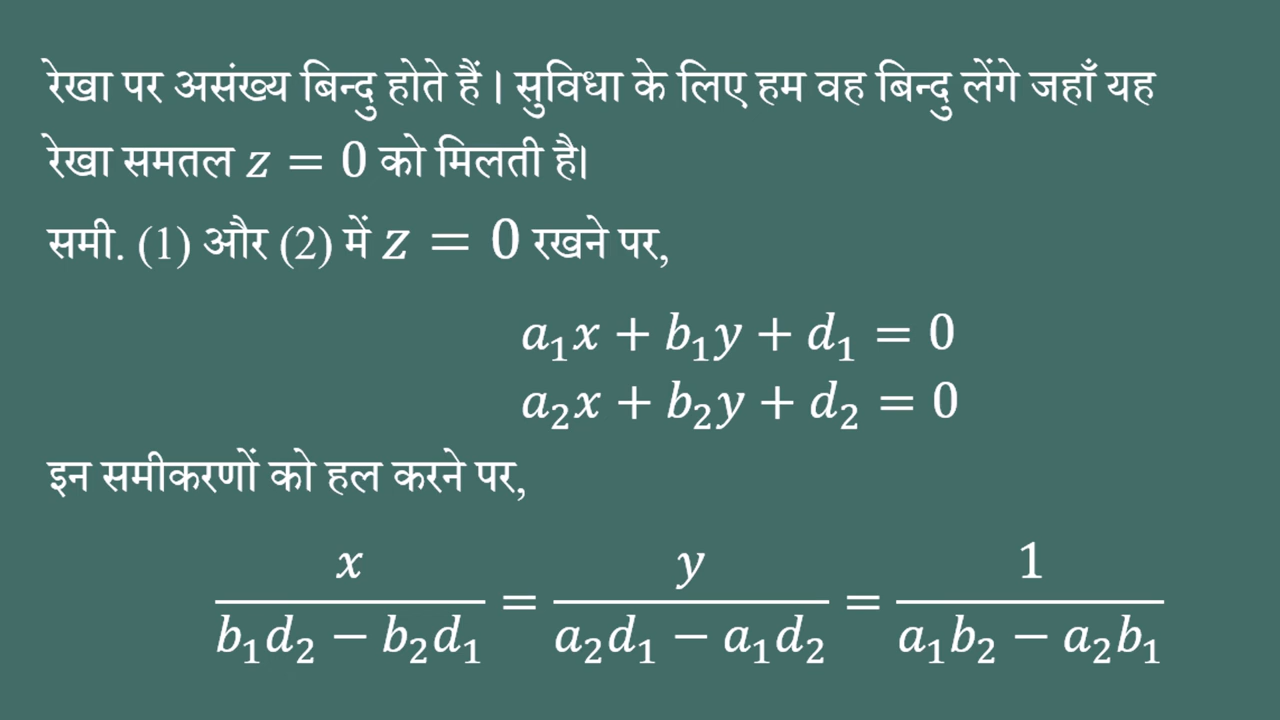 रेखा पर असंख्य बिन्दु होते हैं। सुविधा के लिए हम वह बिन्दु लेंगे जहाँ यह
रेखा समतल z = 0 को मिलती है।
समी. (1) और (2) में z = 0 रखने पर,
a₁x + b₁y + d₁ = 0
a₂x + b₂y + d₂ = 0
इन समीकरणों को हल करने पर,
x/(b₁d₂ − b₂d₁) = y/(a₂d₁ − a₁d₂) = 1/(a₁b₂ − a₂b₁)